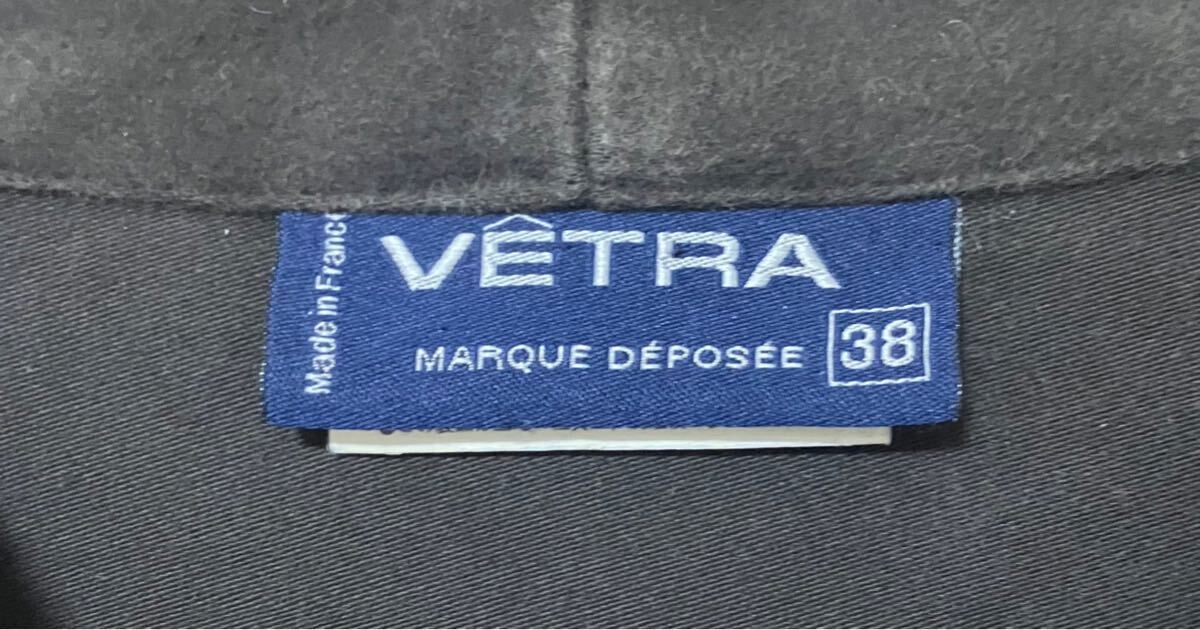 VÊTRA
MARQUE DÉPOSÉE
38
Made in France